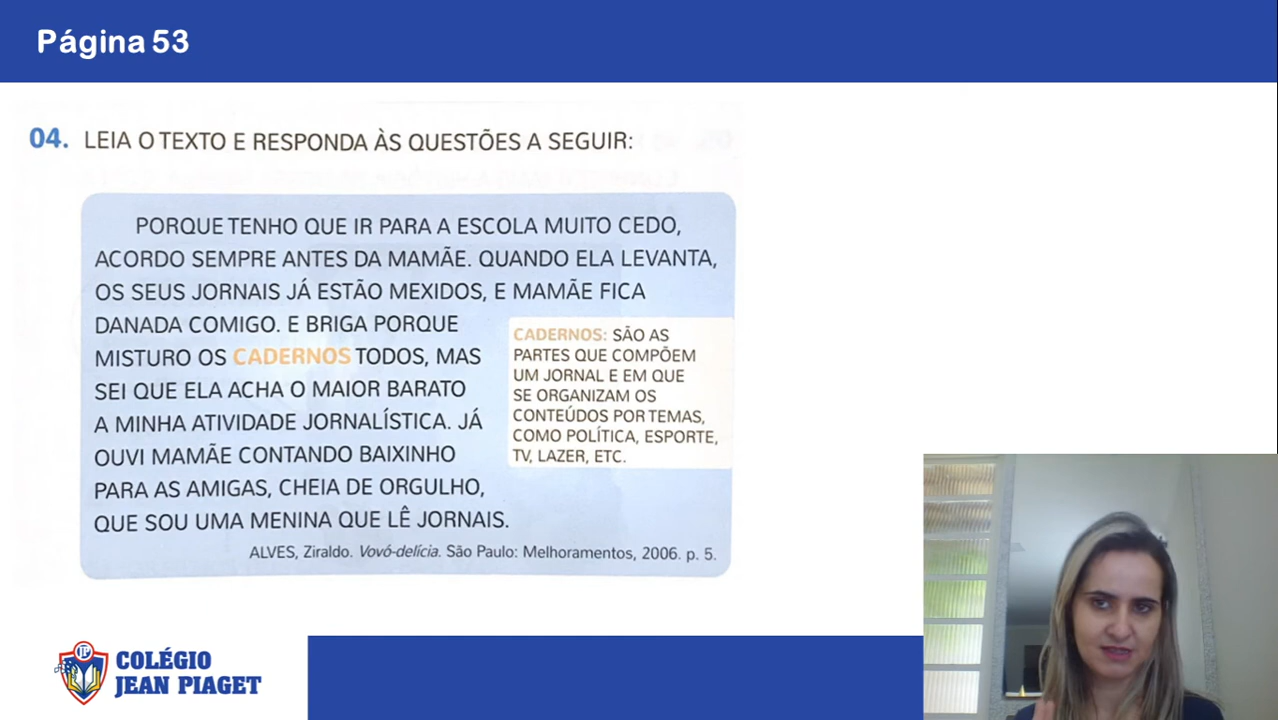 Página 53
04. LEIA O TEXTO E RESPONDA ÀS QUESTÕES A SEGUIR:
PORQUE TENHO QUE IR PARA A ESCOLA MUITO CEDO,
ACORDO SEMPRE ANTES DA MAMÃE. QUANDO ELA LEVANTA,
OS SEUS JORNAIS JÁ ESTÃO MEXIDOS, E MAMÃE FICA
DANADA COMIGO. E BRIGA PORQUE
MISTURO OS CADERNOS TODOS, MAS
SEI QUE ELA ACHA O MAIOR BARATO
A MINHA ATIVIDADE JORNALÍSTICA. JÁ
OUVI MAMÃE CONTANDO BAIXINHO
PARA AS AMIGAS, CHEIA DE ORGULHO,
QUE SOU UMA MENINA QUE LÊ JORNAIS.
CADERNOS: SÃO AS
PARTES QUE COMPÕEM
UM JORNAL E EM QUE
SE ORGANIZAM OS
CONTEÚDOS POR TEMAS,
COMO POLÍTICA, ESPORTE,
TV, LAZER, ETC.
ALVES, Ziraldo. Vovó-delícia. São Paulo: Melhoramentos, 2006. p. 5.
COLÉGIO
JEAN PIAGET